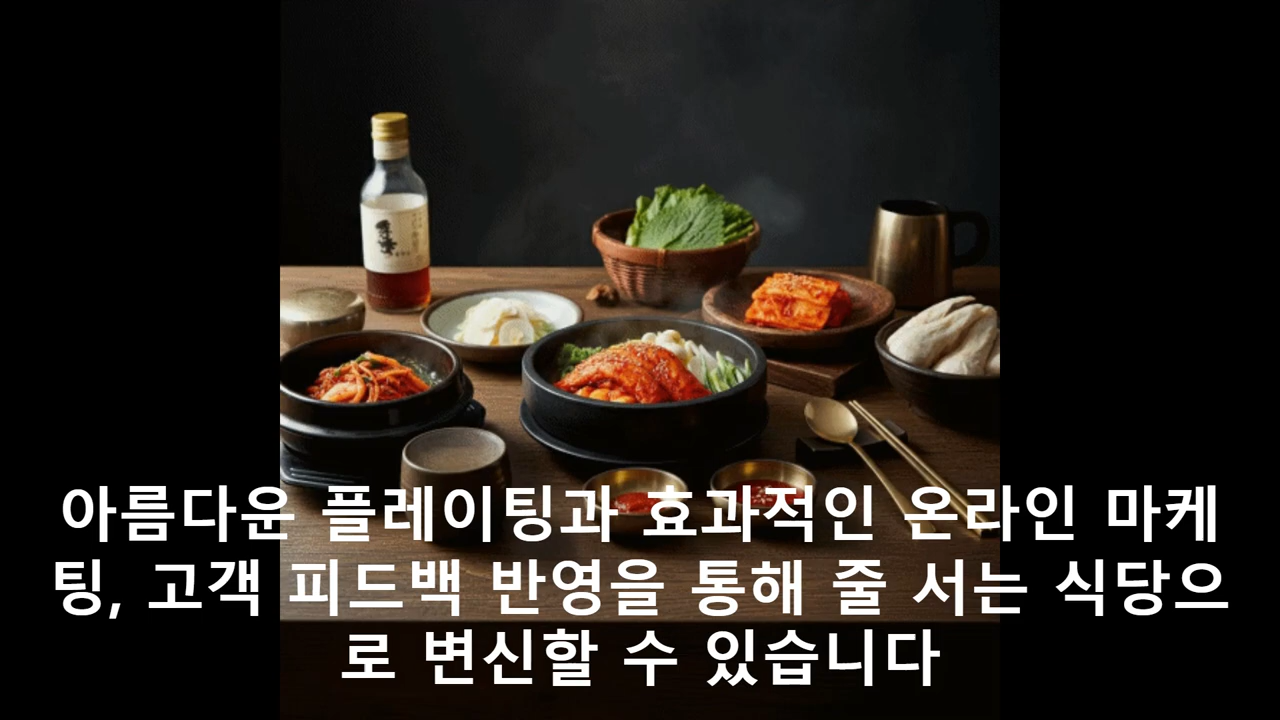 아름다운 플레이팅과 효과적인 온라인 마케
팅, 고객 피드백 반영을 통해 줄 서는 식당으
로 변신할 수 있습니다